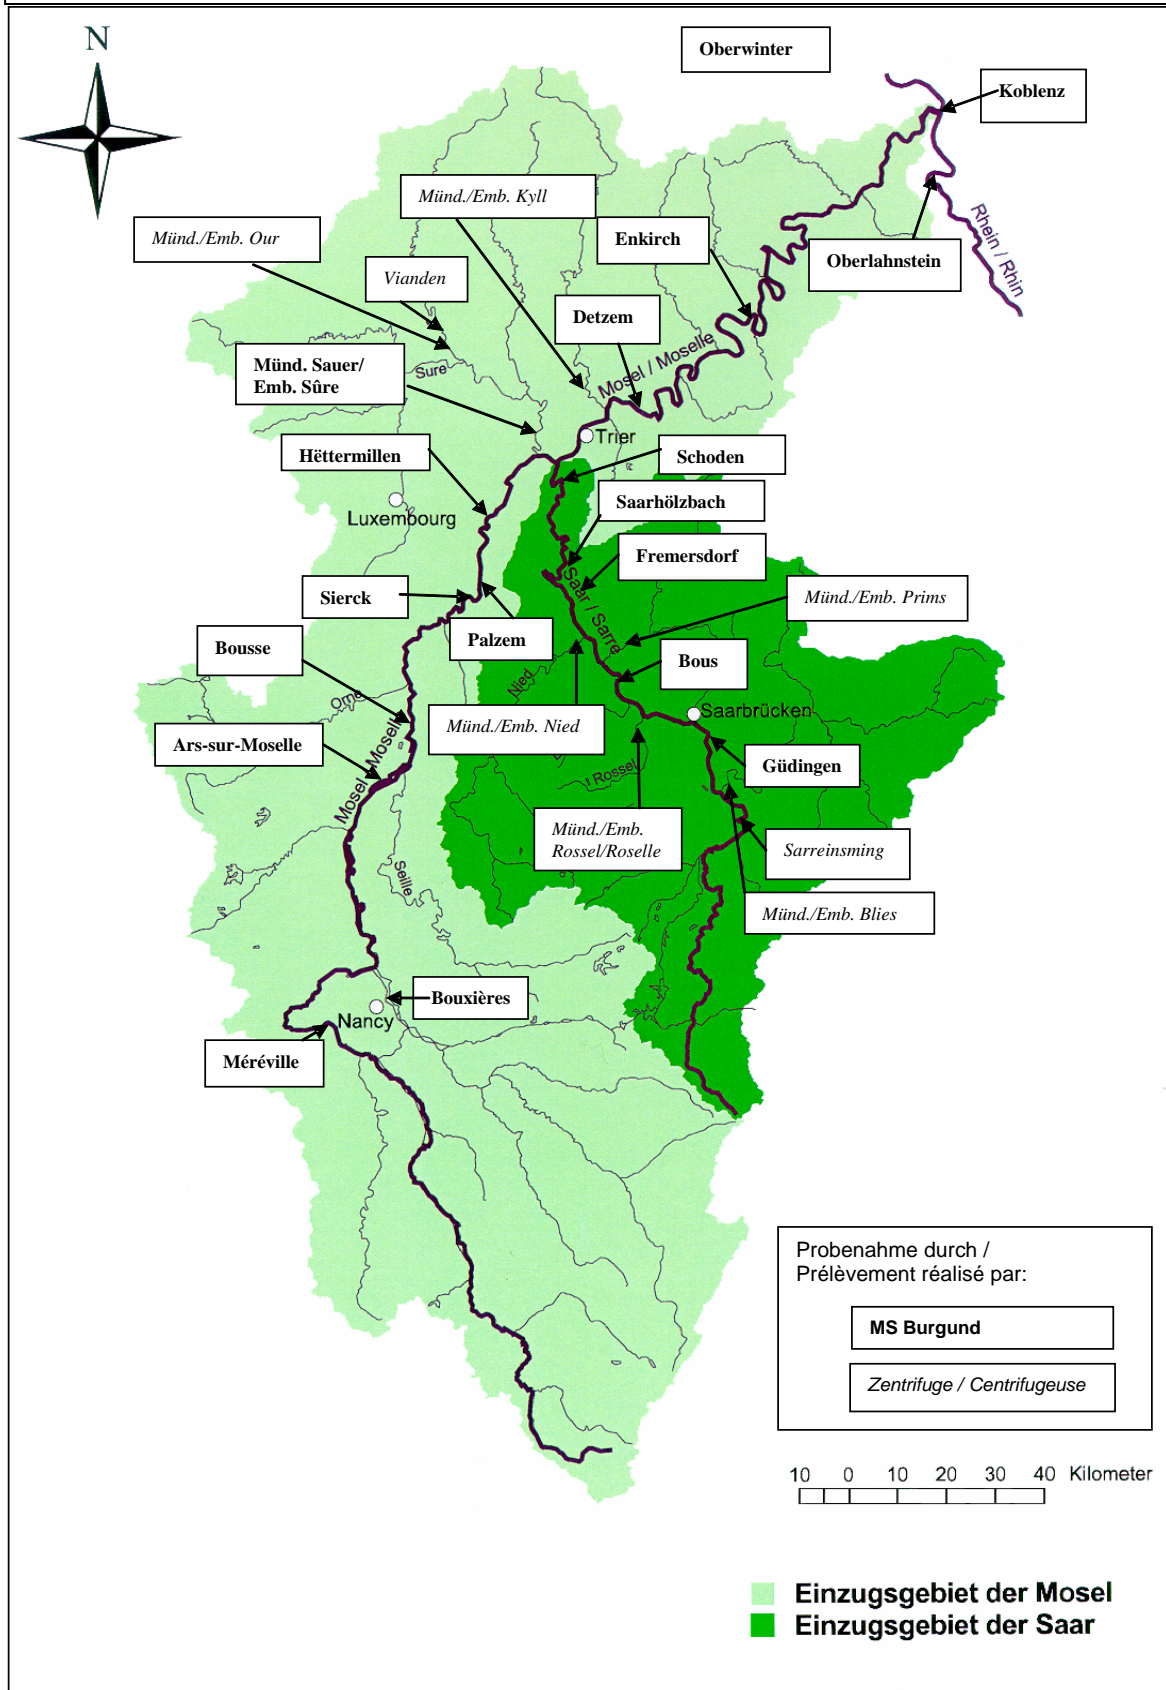 N
Oberwinter
Koblenz
Münd./Emb. Kyll
Münd./Emb. Our
Enkirch
Rhein / Rhin
Oberlahnstein
Vianden
Detzem
Münd. Sauer/
Emb. Sûre
Sure
Mosel / Moselle
Trier
Hëttermillen
Schoden
Luxembourg
Saarhölzbach
Fremersdorf
Saar / Sarre
Sierck
Münd./Emb. Prims
Palzem
Bousse
Bous
Nied
Orne
Saarbrücken
Münd./Emb. Nied
Ars-sur-Moselle
Mosel / Moselle
Güdingen
Rossel
Münd./Emb.
Rossel/Roselle
Sarreinsming
Seille
Münd./Emb. Blies
Bouxières
Nancy
Méréville
Probenahme durch /
Prélèvement réalisé par:
MS Burgund
Zentrifuge / Centrifugeuse
10 0 10 20 30 40 Kilometer
Einzugsgebiet der Mosel
Einzugsgebiet der Saar